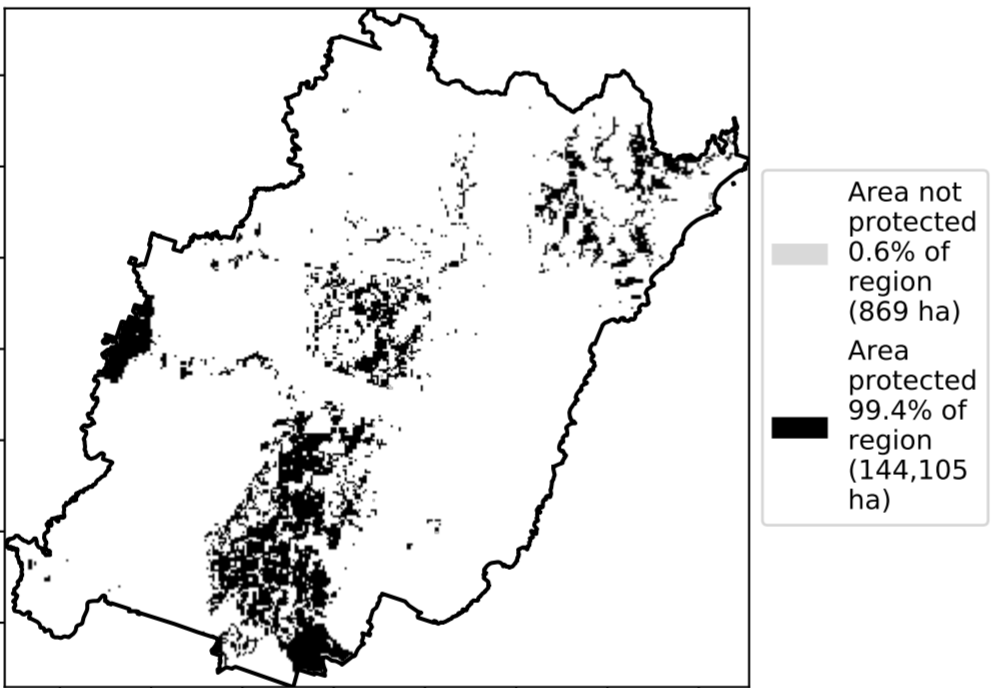 Area not
protected
0.6% of
region
(869 ha)
Area
protected
99.4% of
region
(144,105
ha)